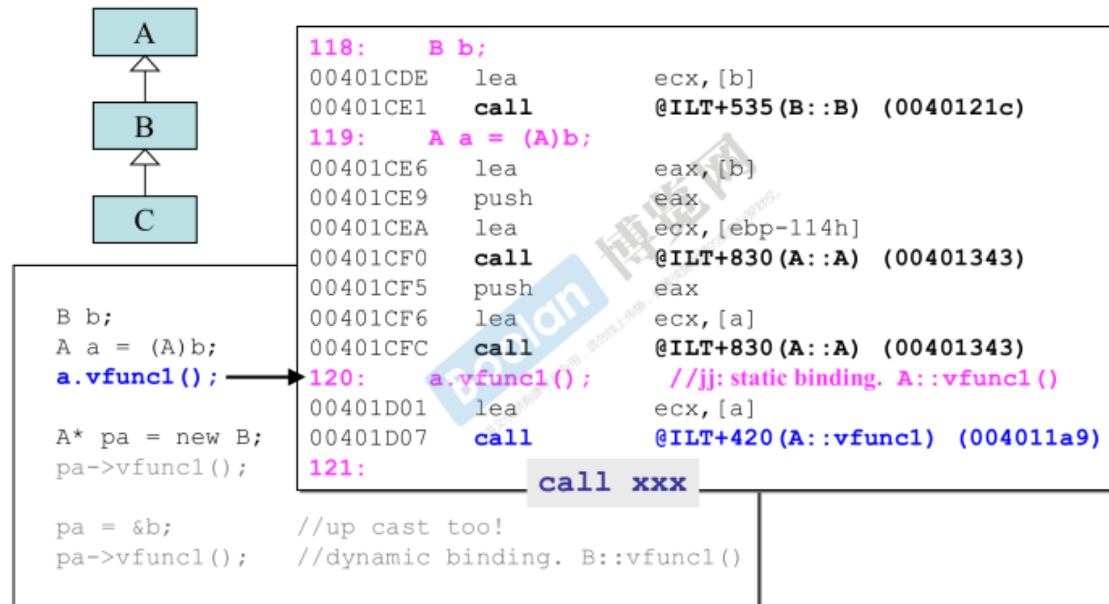 A
B
C
118: B b;
00401CDE lea ecx,[b]
00401CE1 call @ILT+535(B::B) (0040121c)
119: A a = (A)b;
00401CE6 lea eax,[b]
00401CE9 push eax
00401CEA lea ecx,[ebp-114h]
00401CF0 call @ILT+830(A::A) (00401343)
00401CF5 push eax
00401CF6 lea ecx,[a]
00401CFC call @ILT+830(A::A) (00401343)
120: a.vfunc1(); //jj: static binding. A::vfunc1()
00401D01 lea ecx,[a]
00401D07 call @ILT+420(A::vfunc1) (004011a9)
121:
call xxx
B b;
A a = (A)b;
a.vfunc1();
A* pa = new B;
pa->vfunc1();
pa = &b; //up cast too!
pa->vfunc1(); //dynamic binding. B::vfunc1()
Boolan 博览网